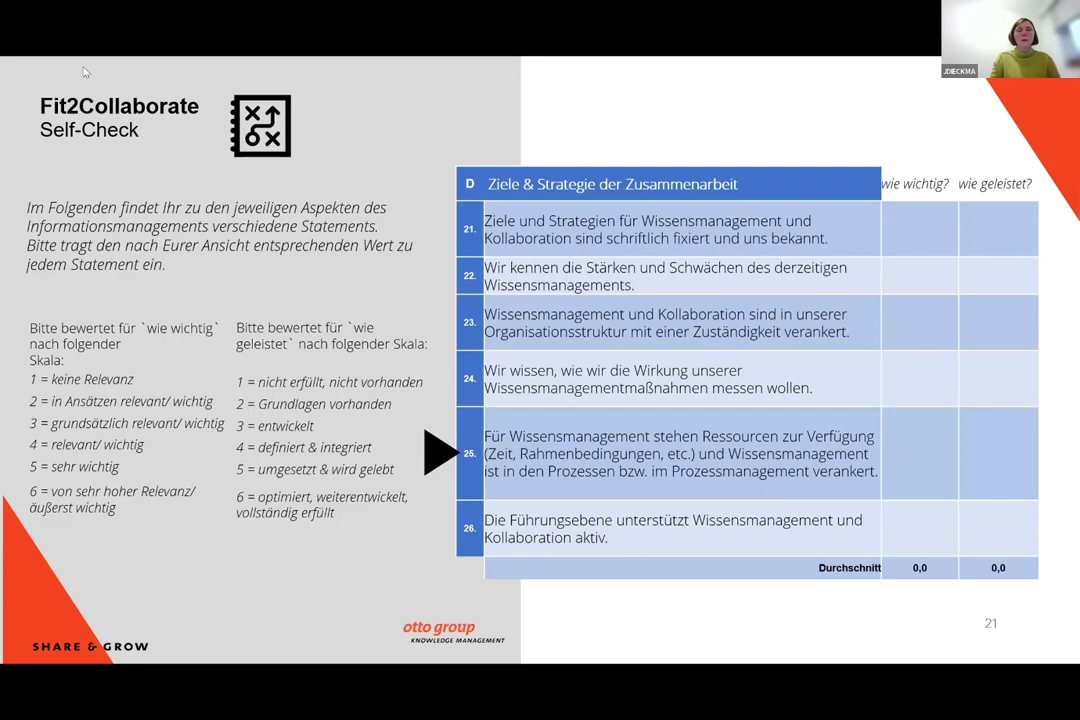 JDIECKMA
Fit2Collaborate
Self-Check
Im Folgenden findet Ihr zu den jeweiligen Aspekten des
Informationsmanagements verschiedene Statements.
Bitte tragt den nach Eurer Ansicht entsprechenden Wert zu
jedem Statement ein.
Bitte bewertet für `wie wichtig`
nach folgender
Skala:
1 = keine Relevanz
2 = in Ansätzen relevant/ wichtig
3 = grundsätzlich relevant/ wichtig
4 = relevant/ wichtig
5 = sehr wichtig
6 = von sehr hoher Relevanz/
äußerst wichtig
Bitte bewertet für `wie
geleistet` nach folgender Skala:
1 = nicht erfüllt, nicht vorhanden
2 = Grundlagen vorhanden
3 = entwickelt
4 = definiert & integriert
5 = umgesetzt & wird gelebt
6 = optimiert, weiterentwickelt,
vollständig erfüllt
D Ziele & Strategie der Zusammenarbeit wie wichtig? wie geleistet?
21. Ziele und Strategien für Wissensmanagement und
Kollaboration sind schriftlich fixiert und uns bekannt.
22. Wir kennen die Stärken und Schwächen des derzeitigen
Wissensmanagements.
23. Wissensmanagement und Kollaboration sind in unserer
Organisationsstruktur mit einer Zuständigkeit verankert.
24. Wir wissen, wie wir die Wirkung unserer
Wissensmanagementmaßnahmen messen wollen.
25. Für Wissensmanagement stehen Ressourcen zur Verfügung
(Zeit, Rahmenbedingungen, etc.) und Wissensmanagement
ist in den Prozessen bzw. im Prozessmanagement verankert.
26. Die Führungsebene unterstützt Wissensmanagement und
Kollaboration aktiv.
Durchschnitt 0,0 0,0
SHARE & GROW
otto group
KNOWLEDGE MANAGEMENT
21